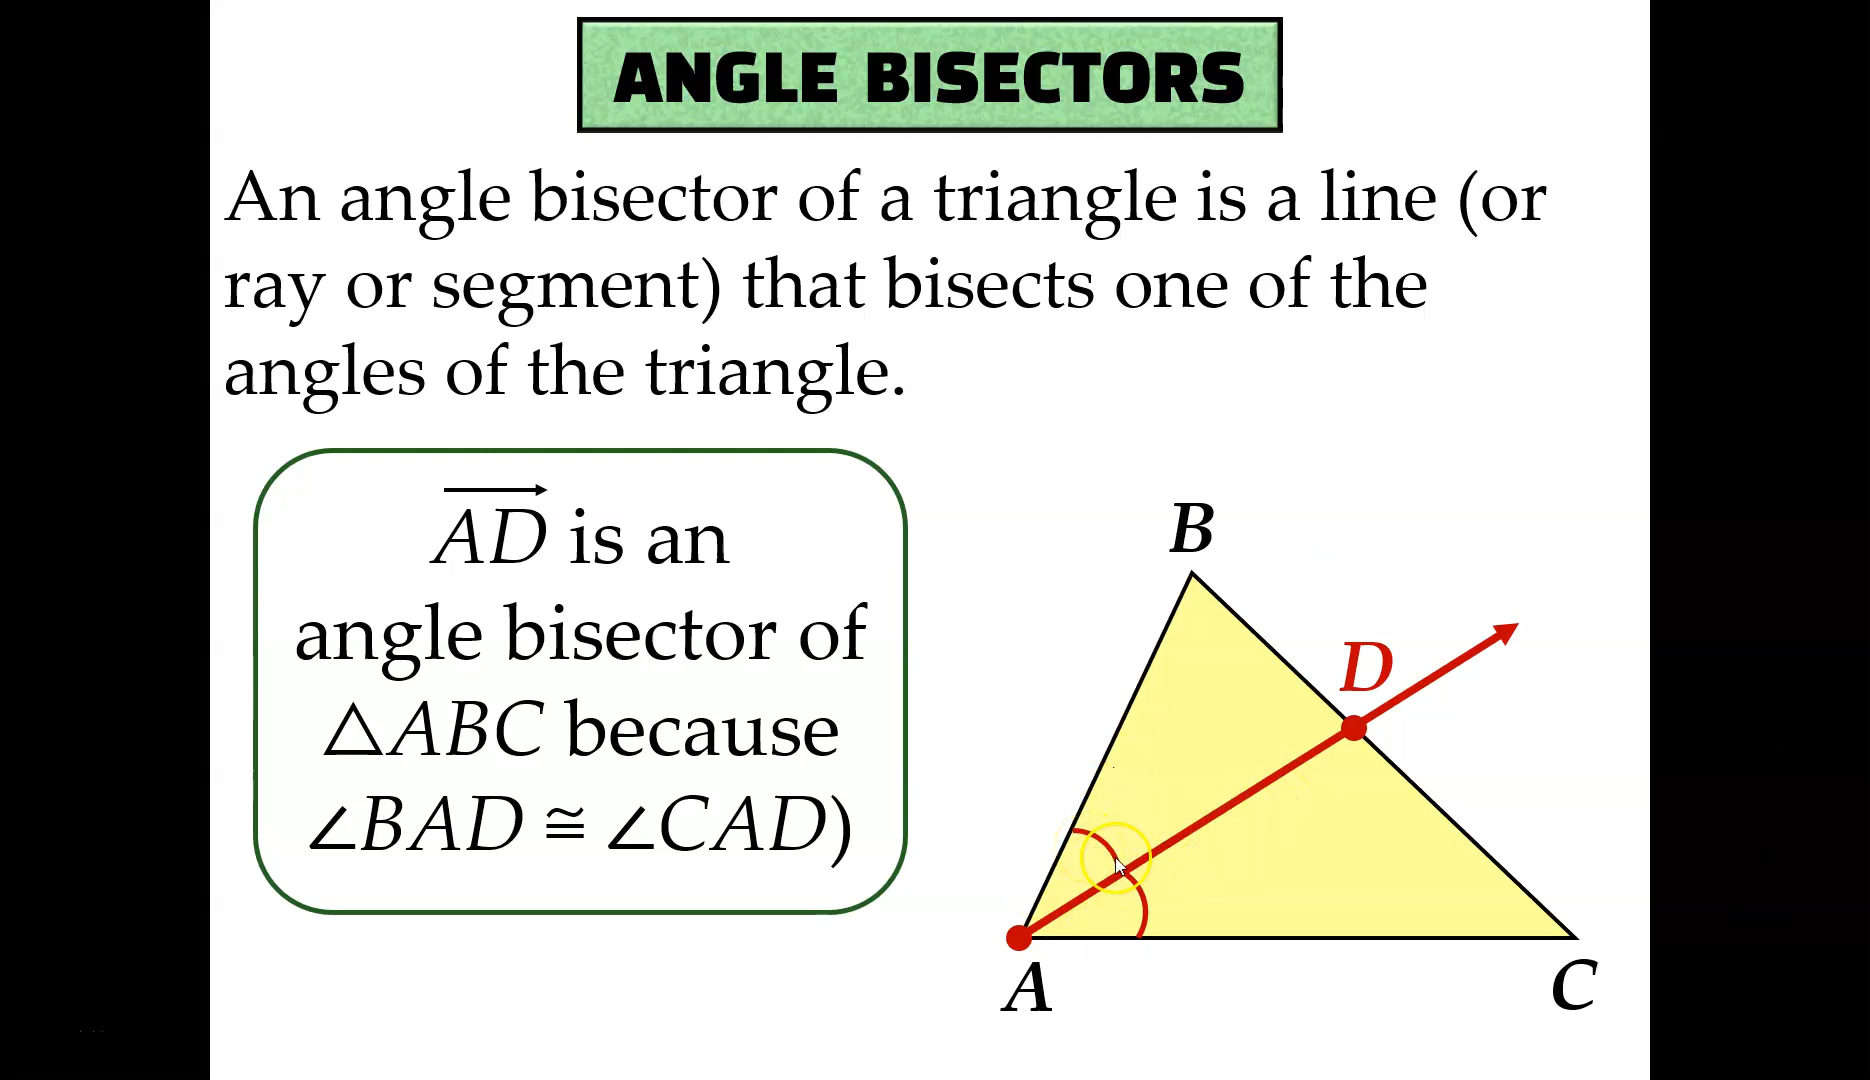 ANGLE BISECTORS
An angle bisector of a triangle is a line (or
ray or segment) that bisects one of the
angles of the triangle.
AD is an
angle bisector of
△ABC because
∠BAD ≅ ∠CAD)
B
D
A
C